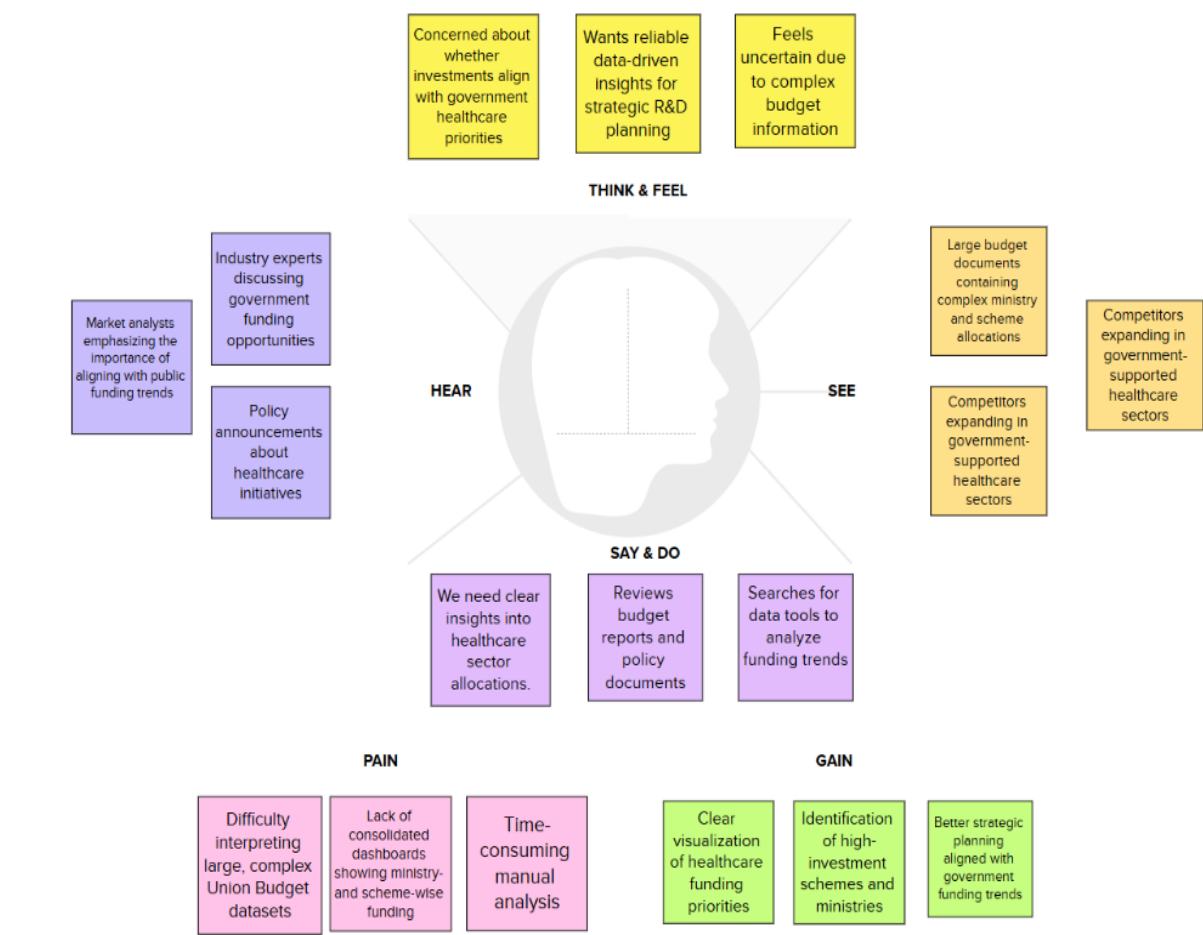 Concerned about
whether
investments align
with government
healthcare
priorities
Wants reliable
data-driven
insights for
strategic R&D
planning
Feels
uncertain due
to complex
budget
information
THINK & FEEL
Market analysts
emphasizing the
importance of
aligning with public
funding trends
Industry experts
discussing
government
funding
opportunities
Policy
announcements
about
healthcare
initiatives
HEAR
SEE
Large budget
documents
containing
complex ministry
and scheme
allocations
Competitors
expanding in
government-
supported
healthcare
sectors
Competitors
expanding in
government-
supported
healthcare
sectors
SAY & DO
We need clear
insights into
healthcare
sector
allocations.
Reviews
budget
reports and
policy
documents
Searches for
data tools to
analyze
funding trends
PAIN
Difficulty
interpreting
large, complex
Union Budget
datasets
Lack of
consolidated
dashboards
showing ministry-
and scheme-wise
funding
Time-
consuming
manual
analysis
GAIN
Clear
visualization
of healthcare
funding
priorities
Identification
of high-
investment
schemes and
ministries
Better strategic
planning
aligned with
government
funding trends